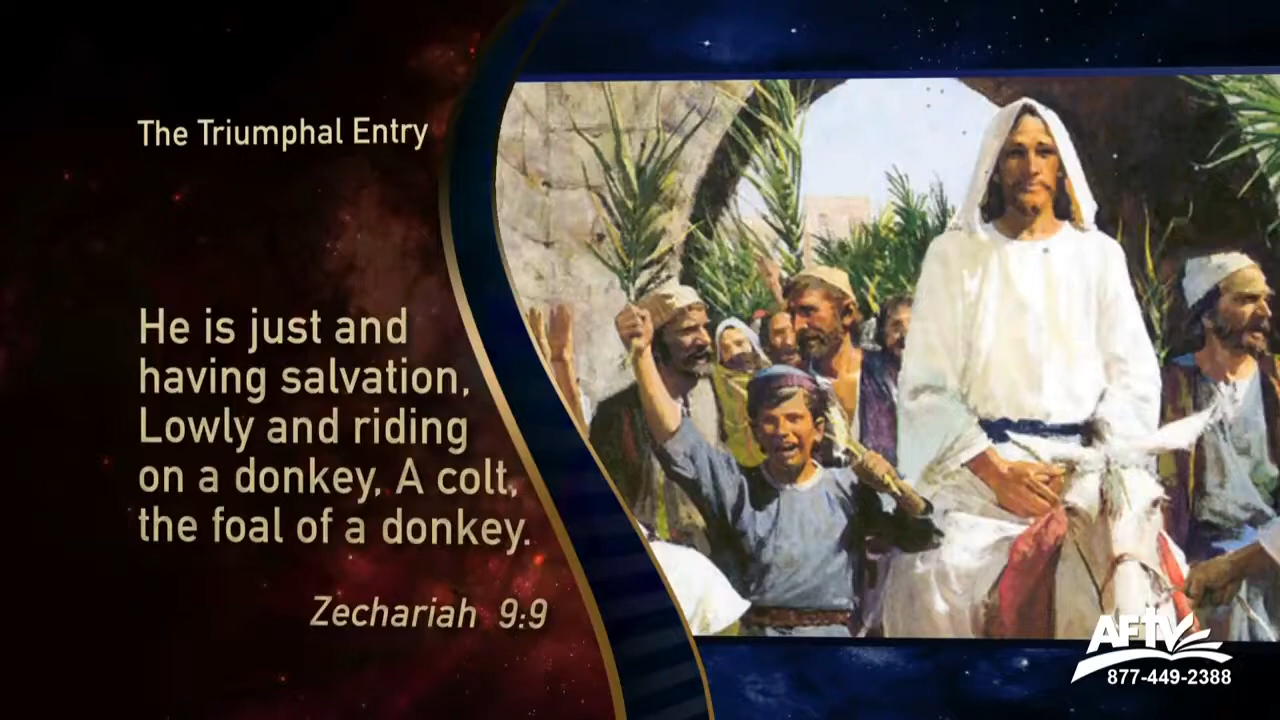 The Triumphal Entry
He is just and
having salvation,
Lowly and riding
on a donkey, A colt,
the foal of a donkey.
Zechariah 9:9
AFTV
877-449-2388